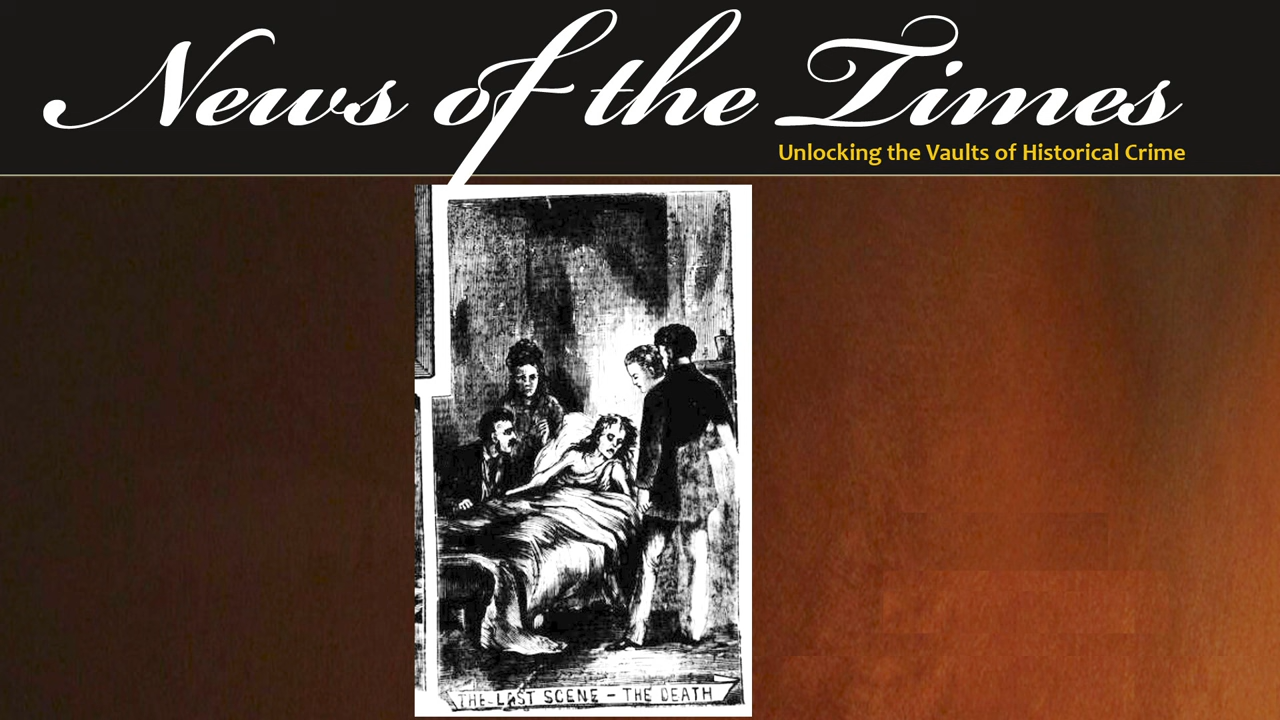 News of the Times
Unlocking the Vaults of Historical Crime
THE LAST SCENE - THE DEATH